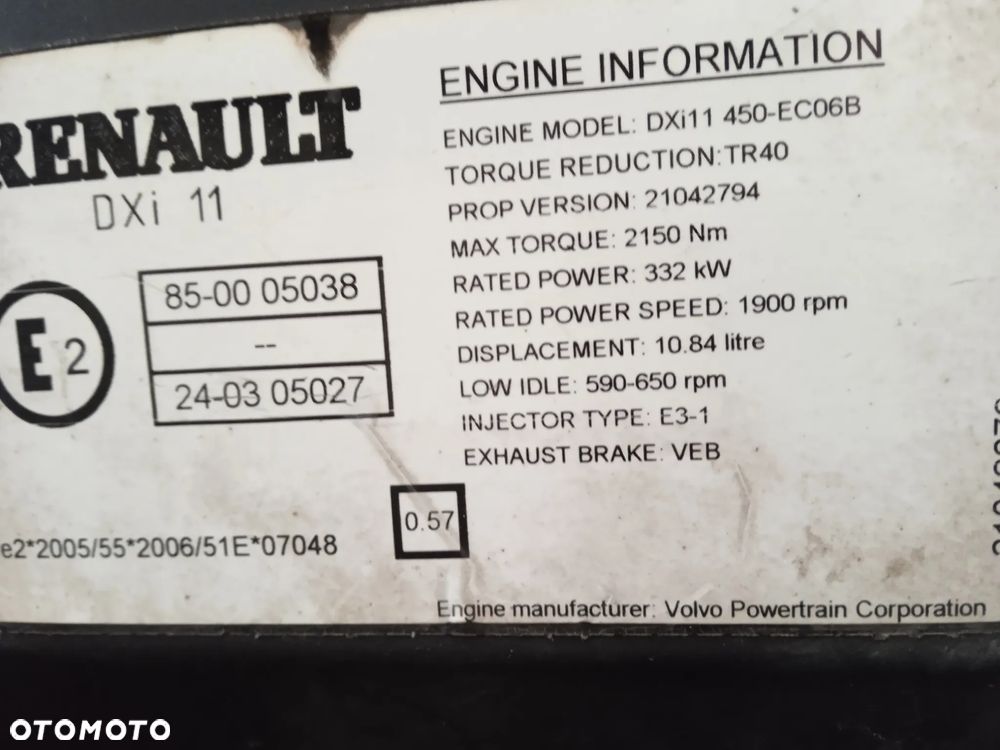 RENAULT
DXi 11
E2
85-00 05038
--
24-03 05027
e2*2005/55*2006/51E*07048
ENGINE INFORMATION
ENGINE MODEL: DXi11 450-EC06B
TORQUE REDUCTION:TR40
PROP VERSION: 21042794
MAX TORQUE: 2150 Nm
RATED POWER: 332 kW
RATED POWER SPEED: 1900 rpm
DISPLACEMENT: 10.84 litre
LOW IDLE: 590-650 rpm
INJECTOR TYPE: E3-1
EXHAUST BRAKE: VEB
0.57
Engine manufacturer: Volvo Powertrain Corporation
OTOMOTO